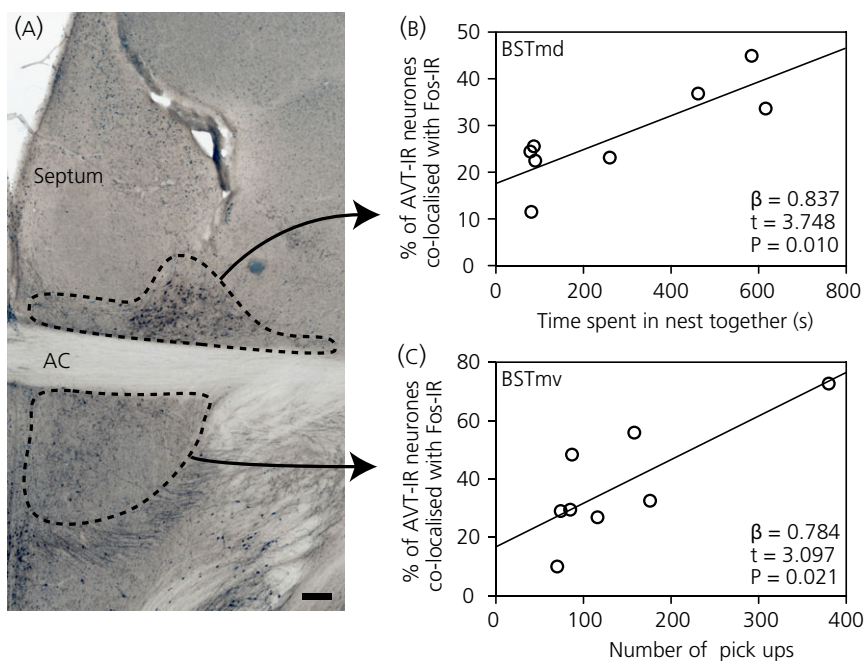 (A)
Septum
AC
(B)
BSTmd
% of AVT-IR neurones
co-localised with Fos-IR
50
40
30
20
10
0
β = 0.837
t = 3.748
P = 0.010
0 200 400 600 800
Time spent in nest together (s)
(C)
BSTmv
% of AVT-IR neurones
co-localised with Fos-IR
80
60
40
20
0
β = 0.784
t = 3.097
P = 0.021
0 100 200 300 400
Number of pick ups